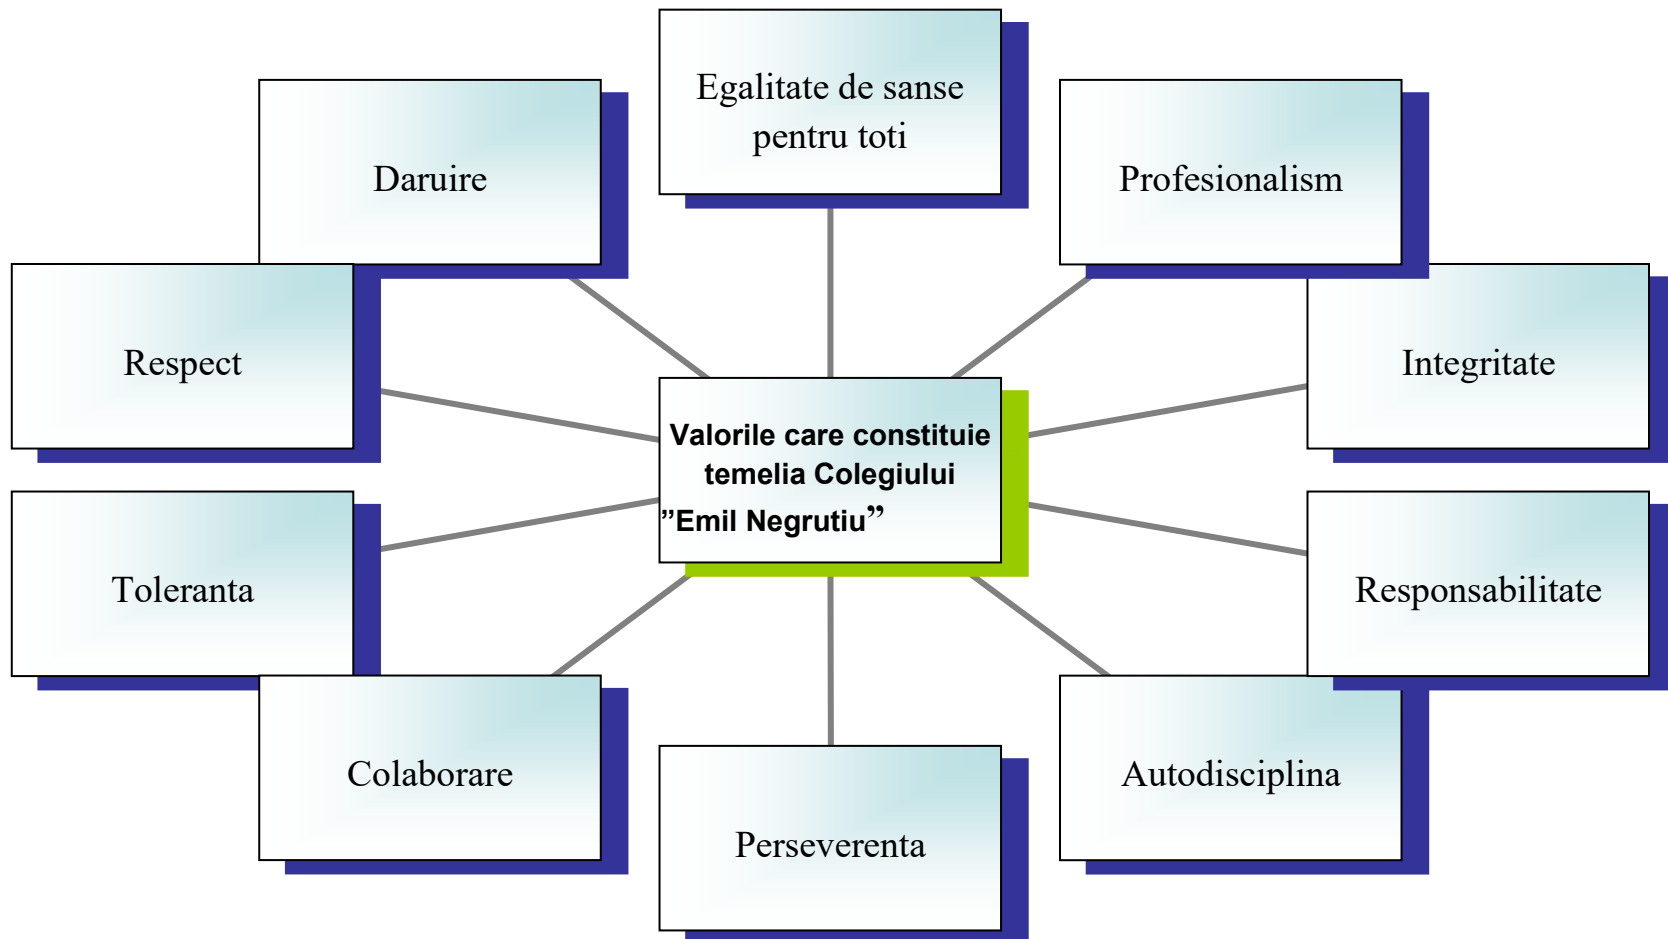 Egalitate de sanse
pentru toti
Daruire
Profesionalism
Respect
Integritate
Valorile care constituie
temelia Colegiului
”Emil Negrutiu”
Toleranta
Responsabilitate
Colaborare
Autodisciplina
Perseverenta